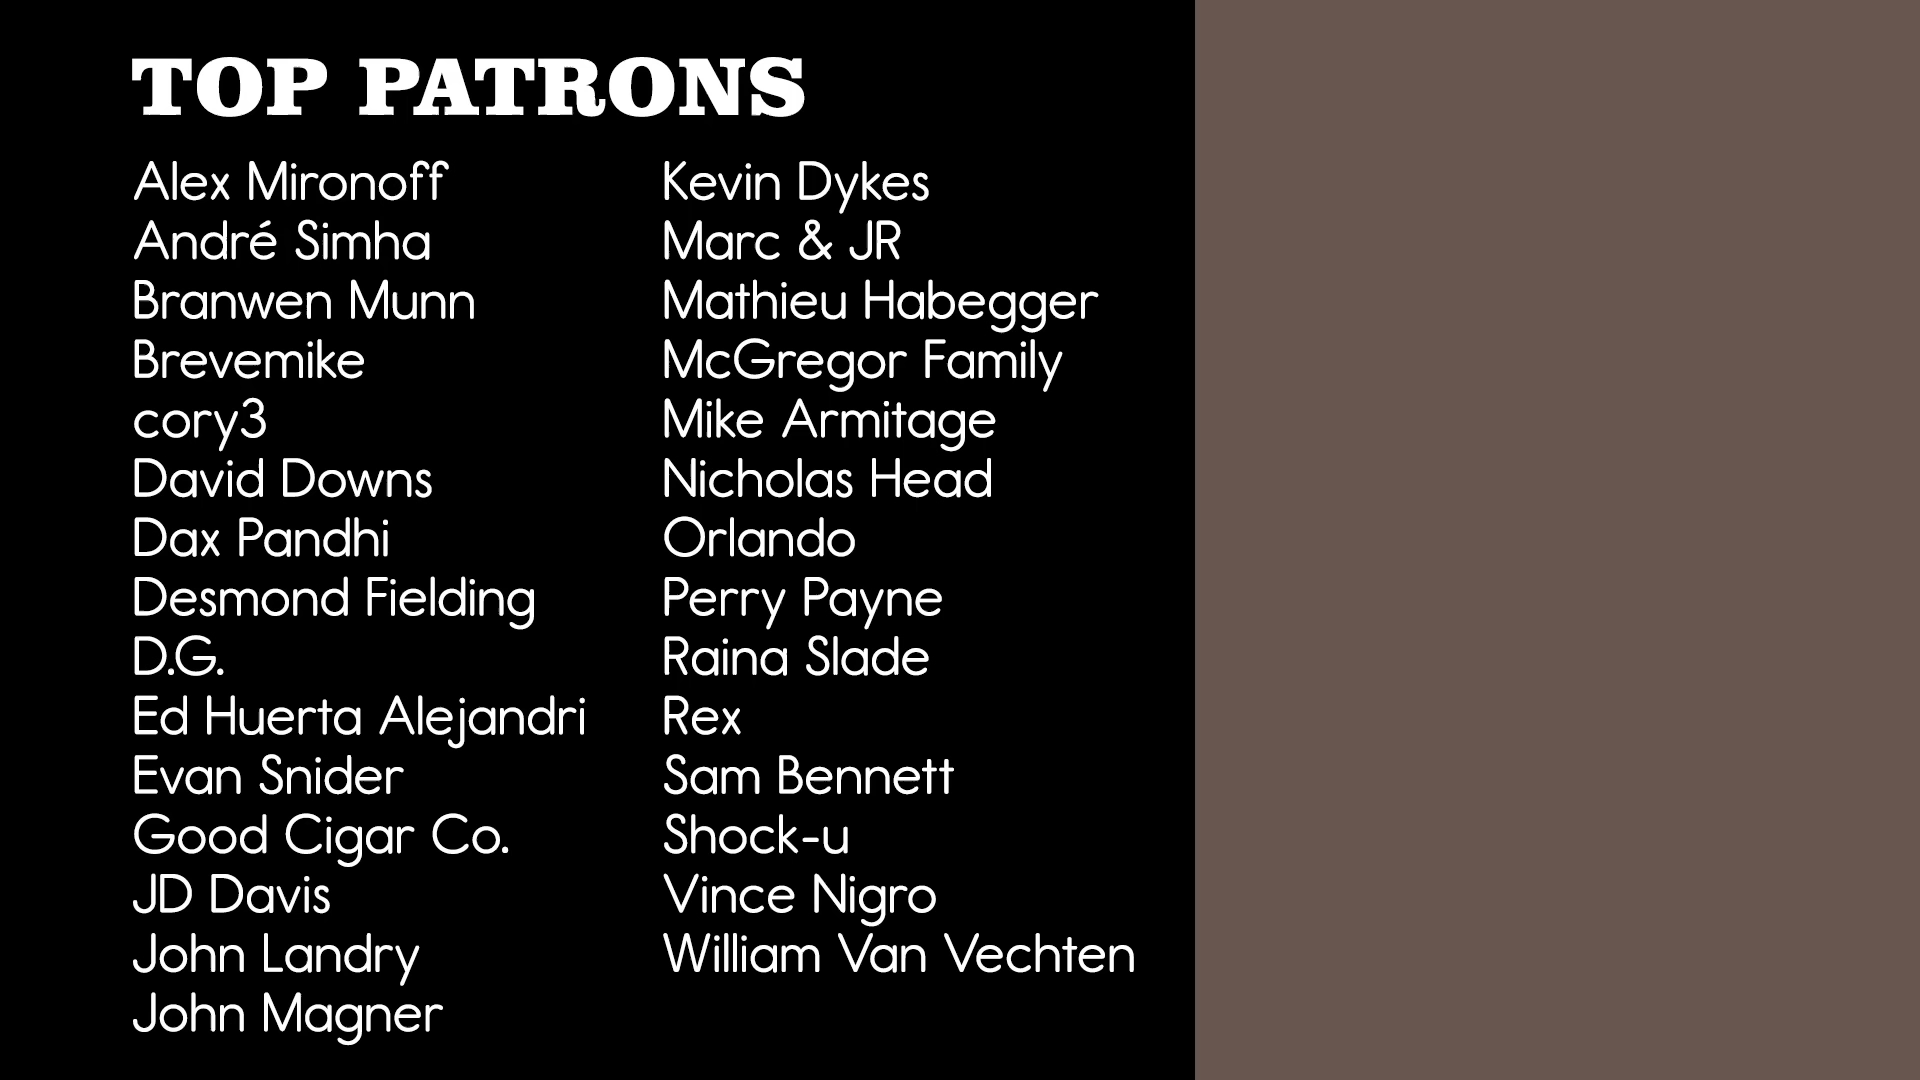 TOP PATRONS
Alex Mironoff
André Simha
Branwen Munn
Brevemike
cory3
David Downs
Dax Pandhi
Desmond Fielding
D.G.
Ed Huerta Alejandri
Evan Snider
Good Cigar Co.
JD Davis
John Landry
John Magner
Kevin Dykes
Marc & JR
Mathieu Habegger
McGregor Family
Mike Armitage
Nicholas Head
Orlando
Perry Payne
Raina Slade
Rex
Sam Bennett
Shock-u
Vince Nigro
William Van Vechten